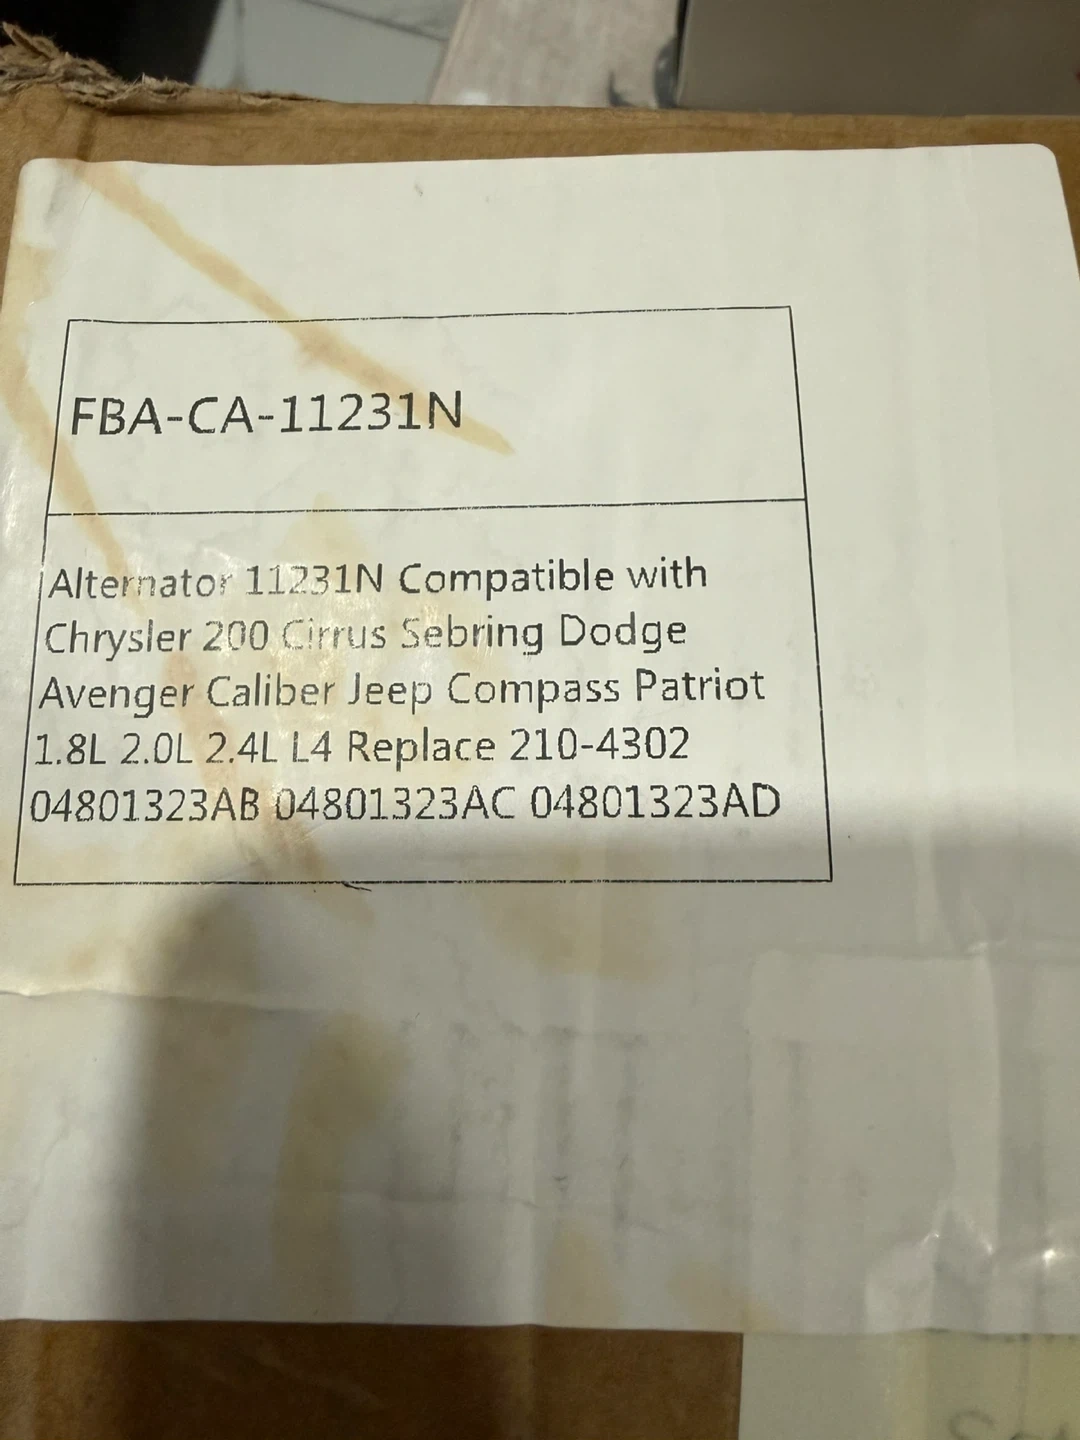 FBA-CA-11231N
Alternator 11231N Compatible with
Chrysler 200 Cirrus Sebring Dodge
Avenger Caliber Jeep Compass Patriot
1.8L 2.0L 2.4L L4 Replace 210-4302
04801323AB 04801323AC 04801323AD